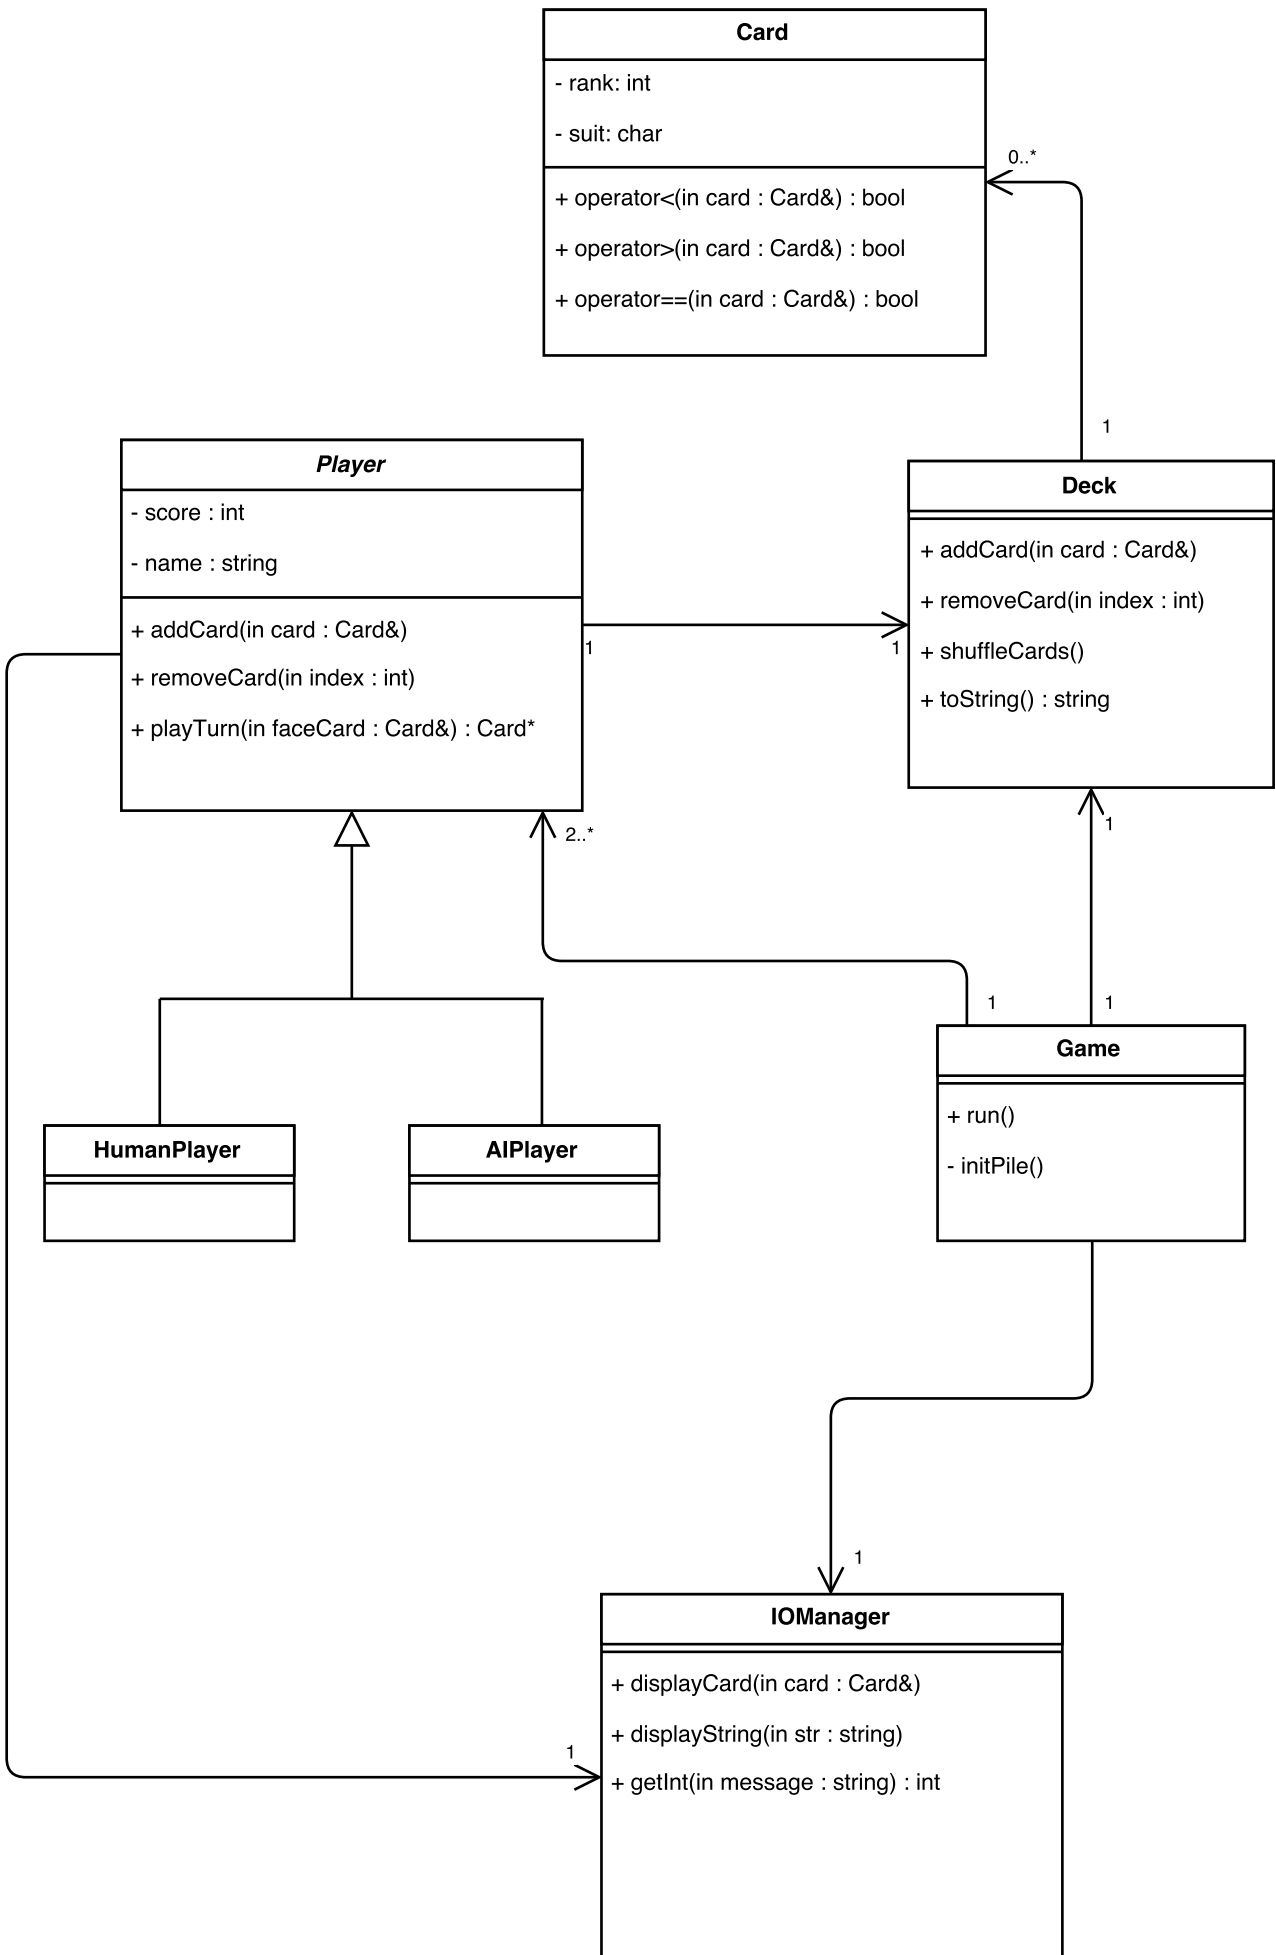 Card
- rank: int
- suit: char
0..*
+ operator<(in card : Card&) : bool
+ operator>(in card : Card&) : bool
+ operator==(in card : Card&) : bool
1
Player
- score : int
- name : string
+ addCard(in card : Card&)
+ removeCard(in index : int)
+ playTurn(in faceCard : Card&) : Card*
1
1
Deck
+ addCard(in card : Card&)
+ removeCard(in index : int)
+ shuffleCards()
+ toString() : string
2..*
1
1
1
Game
+ run()
- initPile()
HumanPlayer
AIPlayer
1
IOManager
+ displayCard(in card : Card&)
+ displayString(in str : string)
+ getInt(in message : string) : int
1